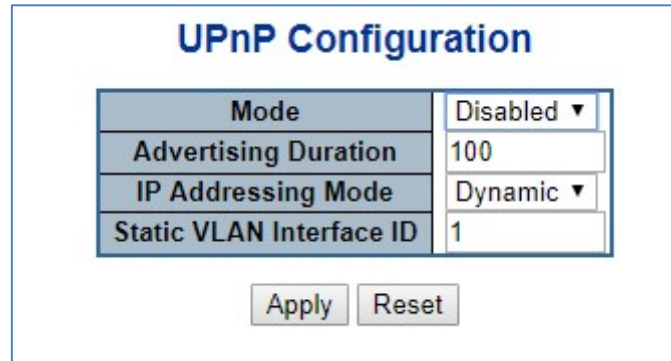 UPnP Configuration
Mode Disabled
Advertising Duration 100
IP Addressing Mode Dynamic
Static VLAN Interface ID 1
Apply Reset